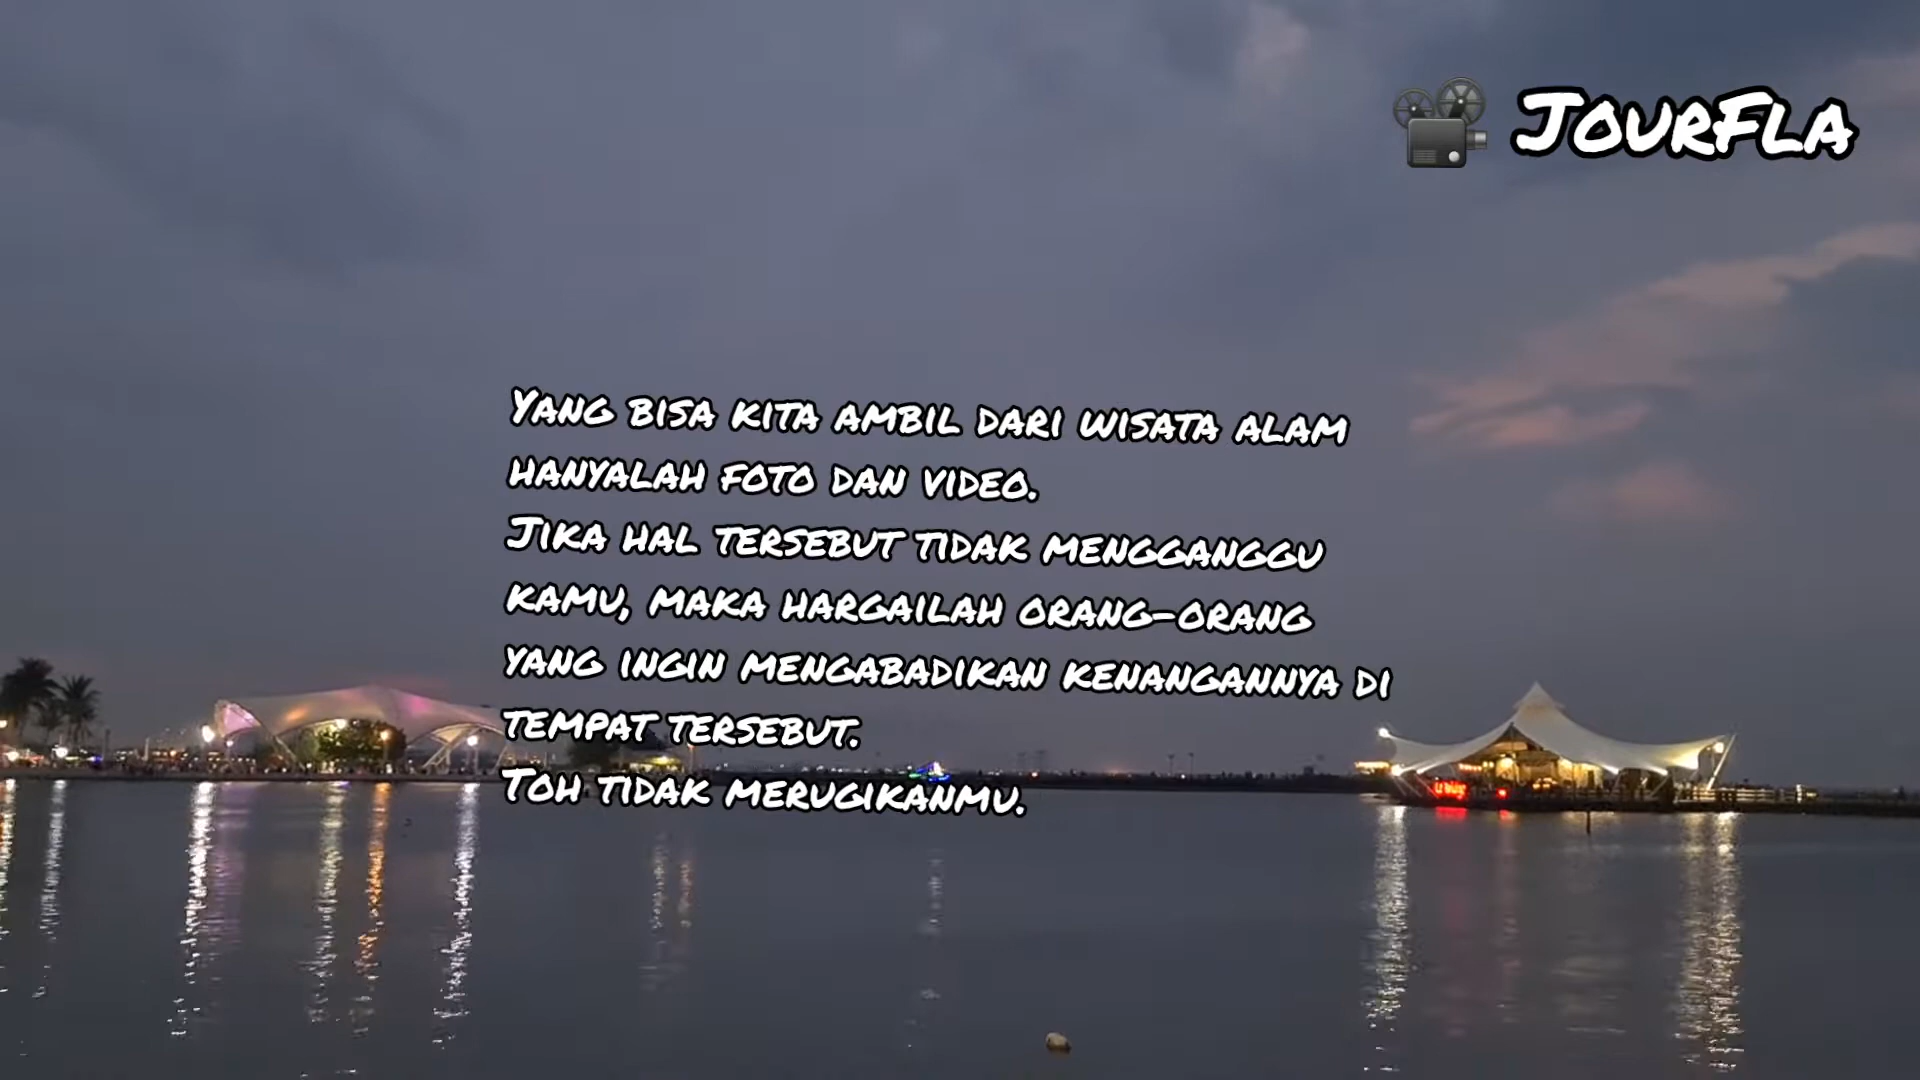 JourFla
Yang bisa kita ambil dari wisata alam
hanyalah foto dan video.
Jika hal tersebut tidak mengganggu
kamu, maka hargailah orang-orang
yang ingin mengabadikan kenangannya di
tempat tersebut.
Toh tidak merugikanmu.